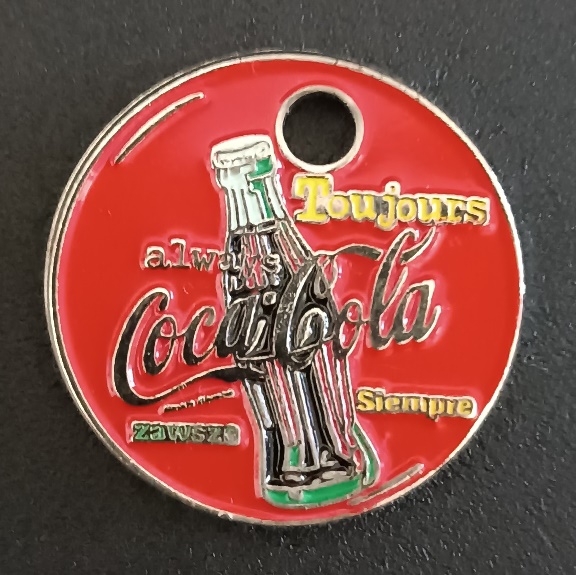 Toujours
always
Coca-Cola
Siempre
zawsze